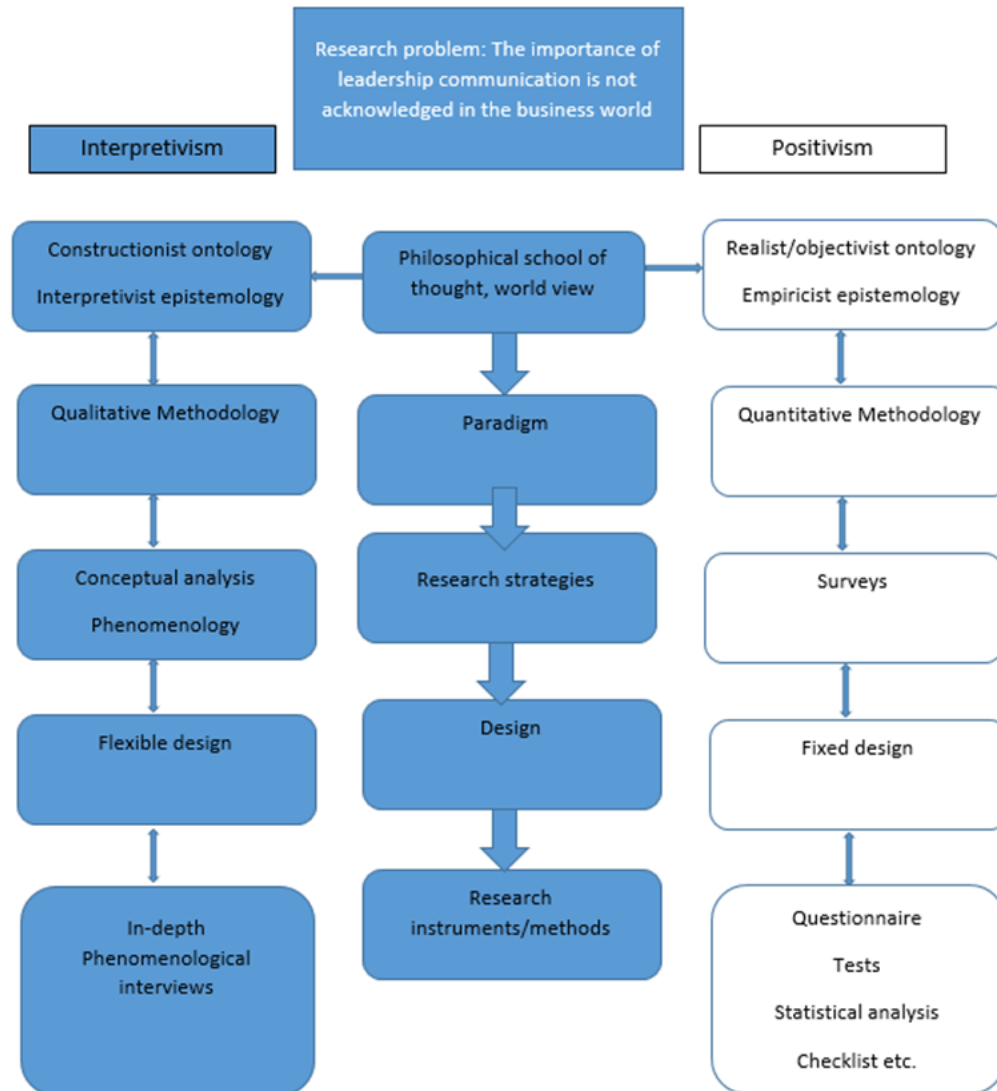 Research problem: The importance of
leadership communication is not
acknowledged in the business world
Interpretivism
Positivism
Constructionist ontology
Interpretivist epistemology
Philosophical school of
thought, world view
Realist/objectivist ontology
Empiricist epistemology
Qualitative Methodology
Paradigm
Quantitative Methodology
Conceptual analysis
Phenomenology
Research strategies
Surveys
Flexible design
Design
Fixed design
In-depth
Phenomenological
interviews
Research
instruments/methods
Questionnaire
Tests
Statistical analysis
Checklist etc.